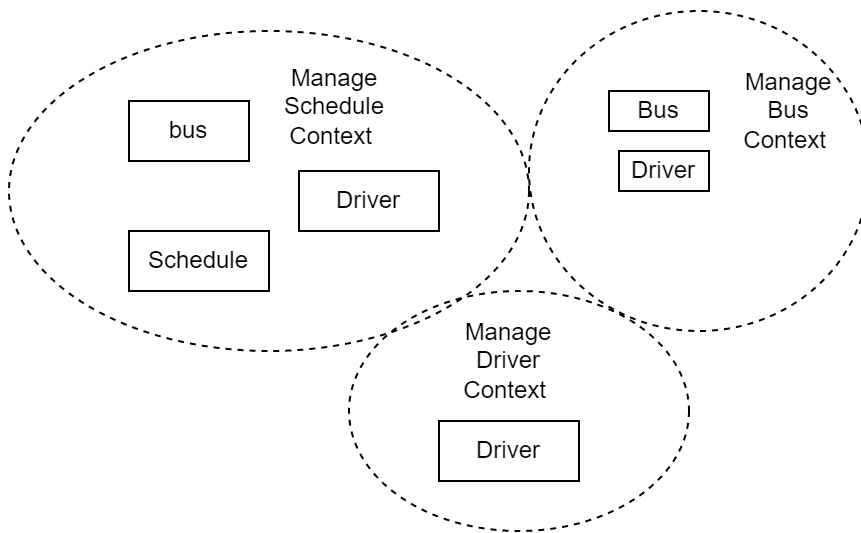 Manage
Schedule
Context
bus
Driver
Schedule
Manage
Bus
Context
Bus
Driver
Manage
Driver
Context
Driver